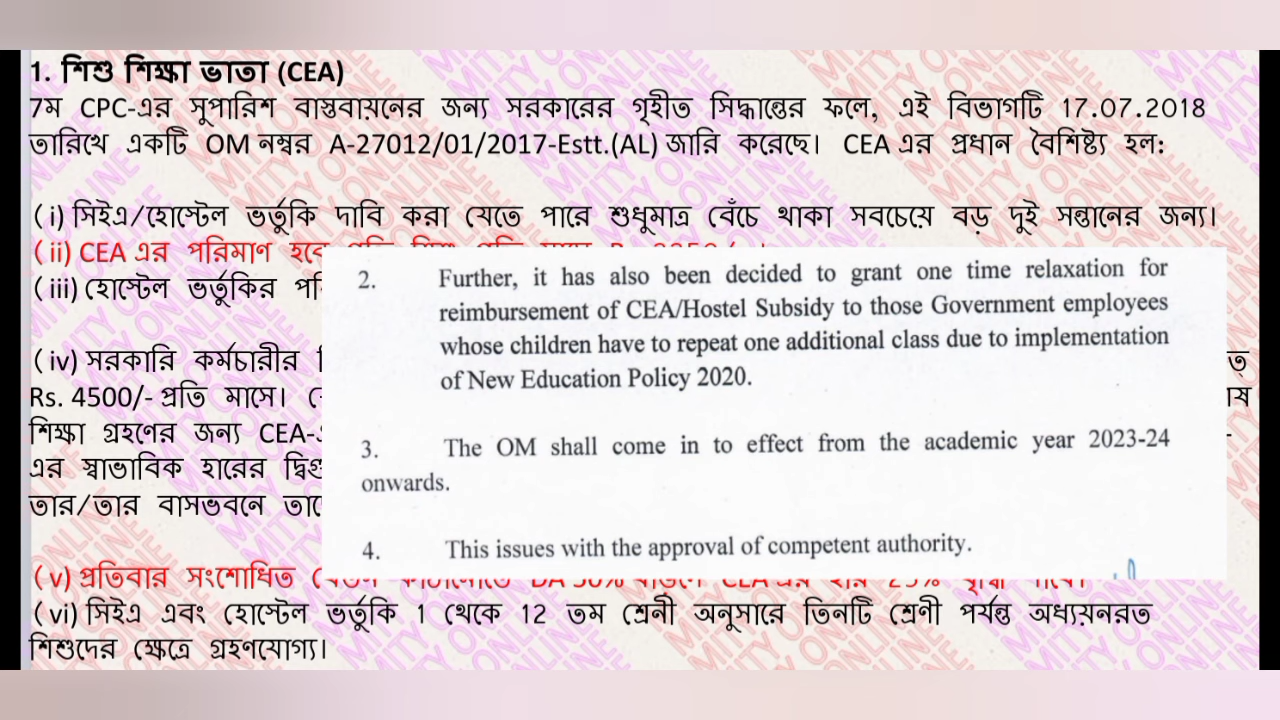 1. শিশু শিক্ষা ভাতা (CEA)
7ম CPC-এর সুপারিশ বাস্তবায়নের জন্য সরকারের গৃহীত সিদ্ধান্তের ফলে, এই বিভাগটি 17.07.2018
তারিখে একটি OM নম্বর A-27012/01/2017-Estt.(AL) জারি করেছে। CEA এর প্রধান বৈশিষ্ট্য হল:
(i) সিইএ/হোস্টেল ভর্তুকি দাবি করা যেতে পারে শুধুমাত্র বেঁচে থাকা সবচেয়ে বড় দুই সন্তানের জন্য।
(ii) CEA এর পরিমাণ হবে
(iii) হোস্টেল ভর্তুকির
(iv) সরকারি কর্মচারীর
Rs. 4500/- প্রতি মাসে।
শিক্ষা গ্রহণের জন্য
এর স্বাভাবিক হারের
তার/তার বাসভবনে
2. Further, it has also been decided to grant one time relaxation for
reimbursement of CEA/Hostel Subsidy to those Government employees
whose children have to repeat one additional class due to implementation
of New Education Policy 2020.
3. The OM shall come in to effect from the academic year 2023-24
onwards.
4. This issues with the approval of competent authority.
(v) প্রতিবার সংশোধিত
(vi) সিইএ এবং হোস্টেল ভর্তুকি 1 থেকে 12 তম শ্রেনী অনুসারে তিনটি শ্রেণী পর্যন্ত অধ্যয়নরত
শিশুদের ক্ষেত্রে গ্রহণযোগ্য।
MITY ONLINE